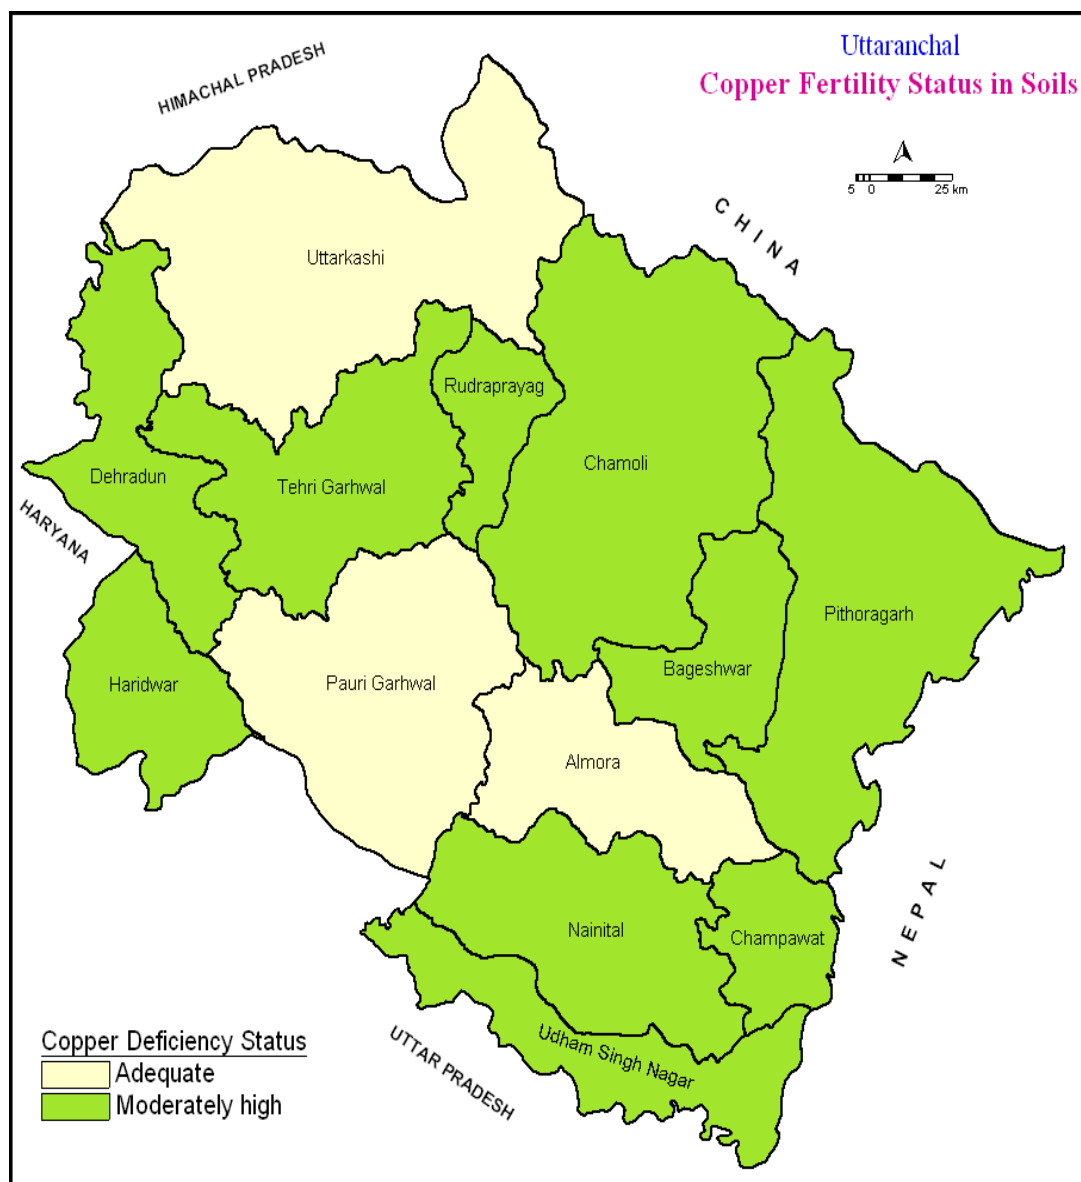 Uttaranchal
Copper Fertility Status in Soils
HIMACHAL PRADESH
5 0 25 km
CHINA
Uttarkashi
Rudraprayag
Chamoli
Dehradun
Tehri Garhwal
HARYANA
Pithoragarh
Haridwar
Pauri Garhwal
Bageshwar
Almora
NEPAL
Nainital
Champawat
Udham Singh Nagar
UTTAR PRADESH
Copper Deficiency Status
Adequate
Moderately high